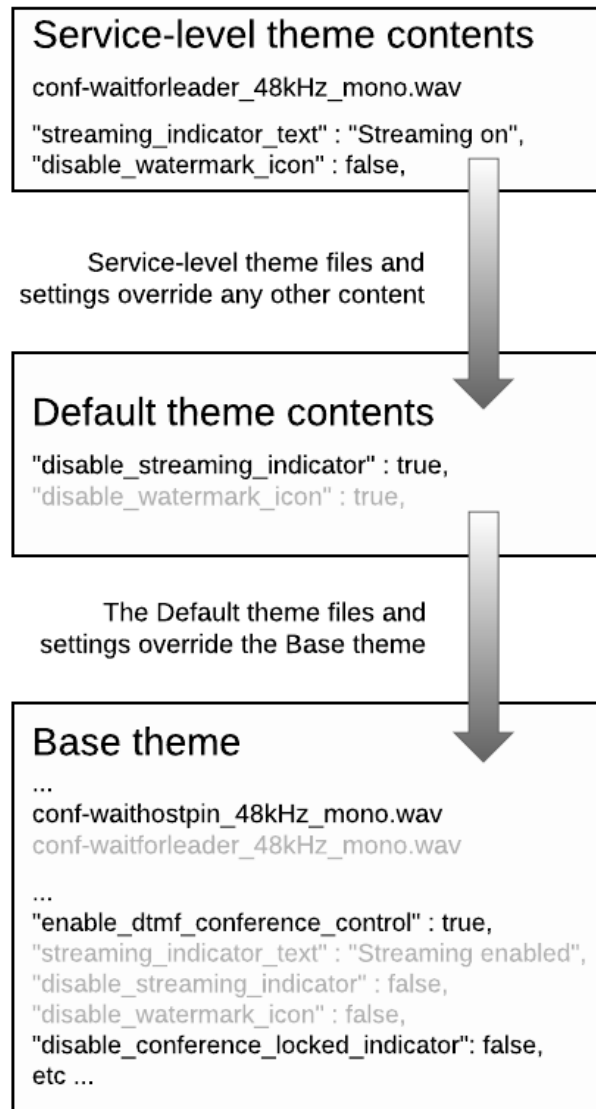 Service-level theme contents
conf-waitforleader_48kHz_mono.wav
"streaming_indicator_text" : "Streaming on",
"disable_watermark_icon" : false,
Service-level theme files and
settings override any other content
Default theme contents
"disable_streaming_indicator" : true,
"disable_watermark_icon" : true,
The Default theme files and
settings override the Base theme
Base theme
...
conf-waithostpin_48kHz_mono.wav
conf-waitforleader_48kHz_mono.wav
...
"enable_dtmf_conference_control" : true,
"streaming_indicator_text" : "Streaming enabled",
"disable_streaming_indicator" : false,
"disable_watermark_icon" : false,
"disable_conference_locked_indicator": false,
etc ...